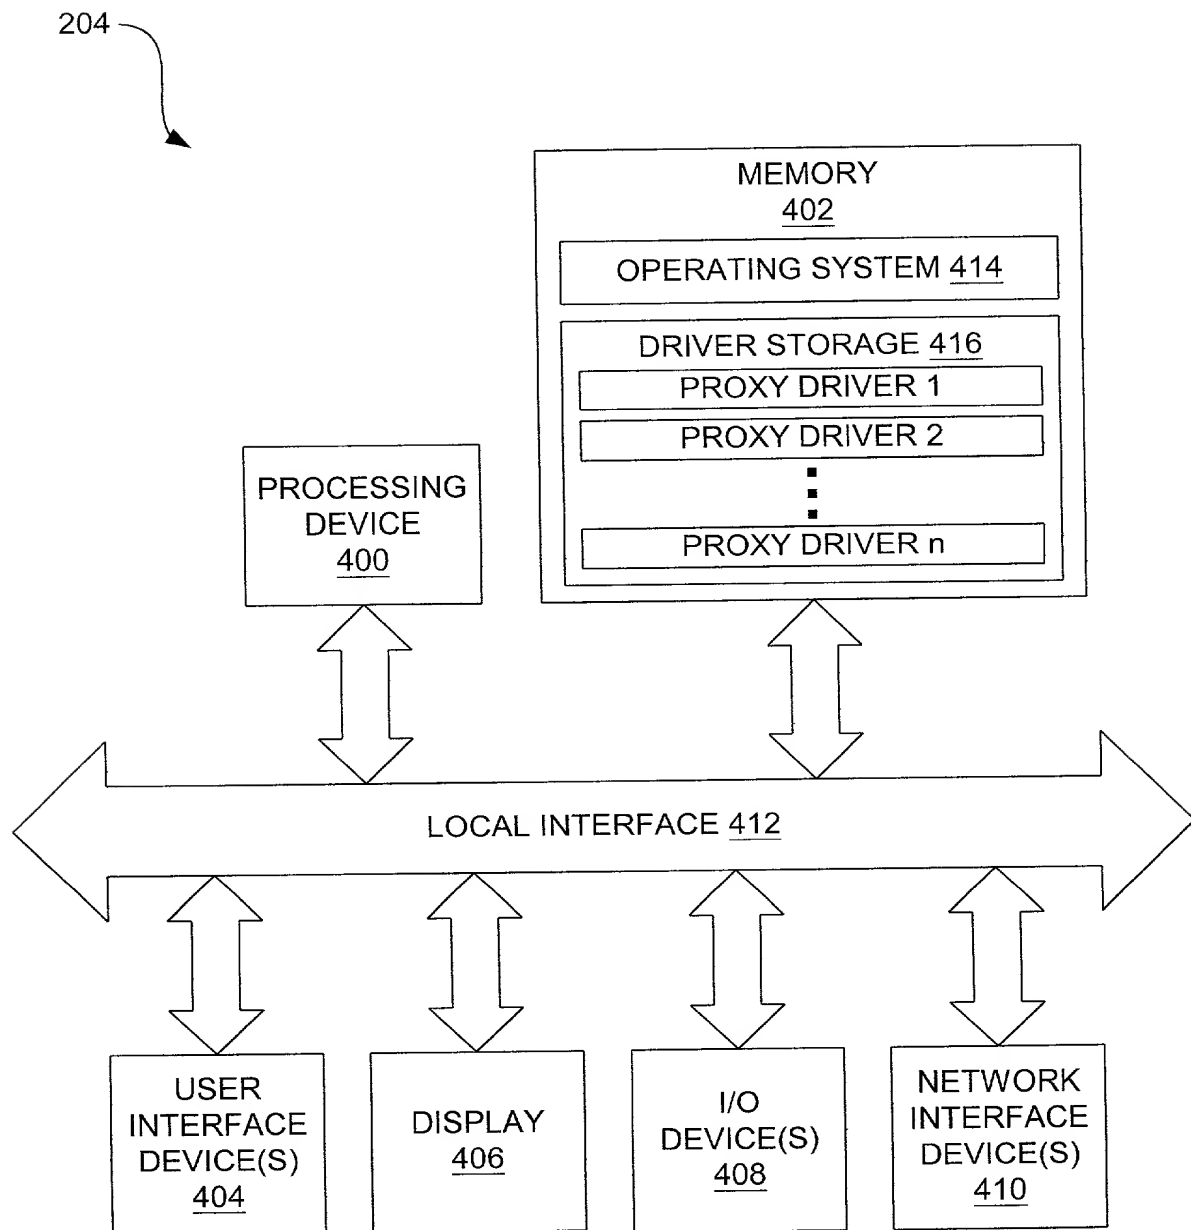 204
MEMORY
402
OPERATING SYSTEM 414
DRIVER STORAGE 416
PROXY DRIVER 1
PROXY DRIVER 2
PROXY DRIVER n
PROCESSING
DEVICE
400
LOCAL INTERFACE 412
USER
INTERFACE
DEVICE(S)
404
DISPLAY
406
I/O
DEVICE(S)
408
NETWORK
INTERFACE
DEVICE(S)
410